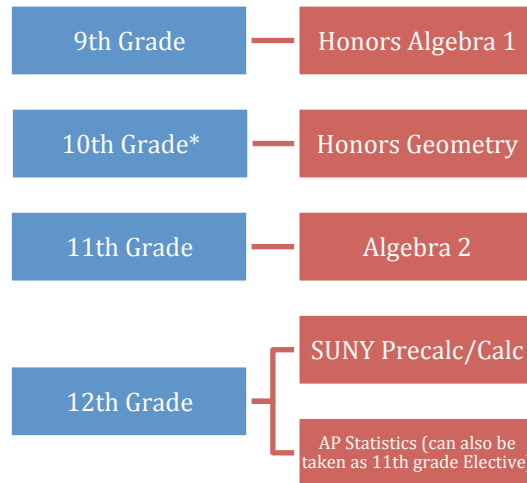 9th Grade
Honors Algebra 1
10th Grade*
Honors Geometry
11th Grade
Algebra 2
12th Grade
SUNY Precalc/Calc
AP Statistics (can also be
taken as 11th grade Elective)